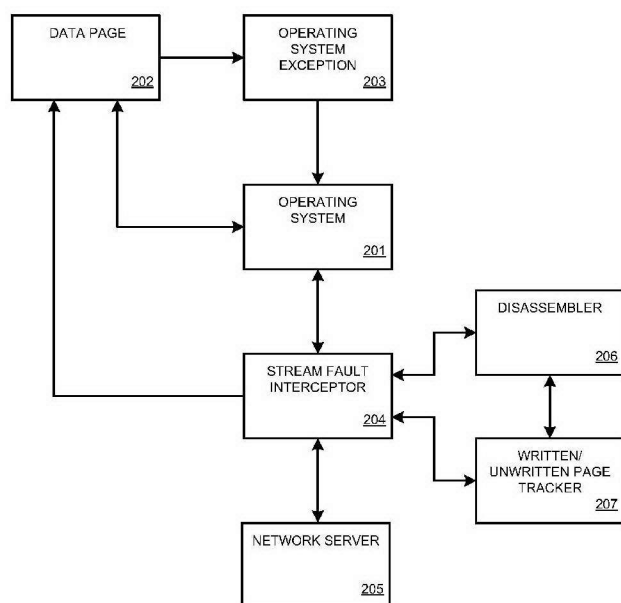 DATA PAGE
202
OPERATING
SYSTEM
EXCEPTION
203
OPERATING
SYSTEM
201
STREAM FAULT
INTERCEPTOR
204
DISASSEMBLER
206
WRITTEN/
UNWRITTEN PAGE
TRACKER
207
NETWORK SERVER
205